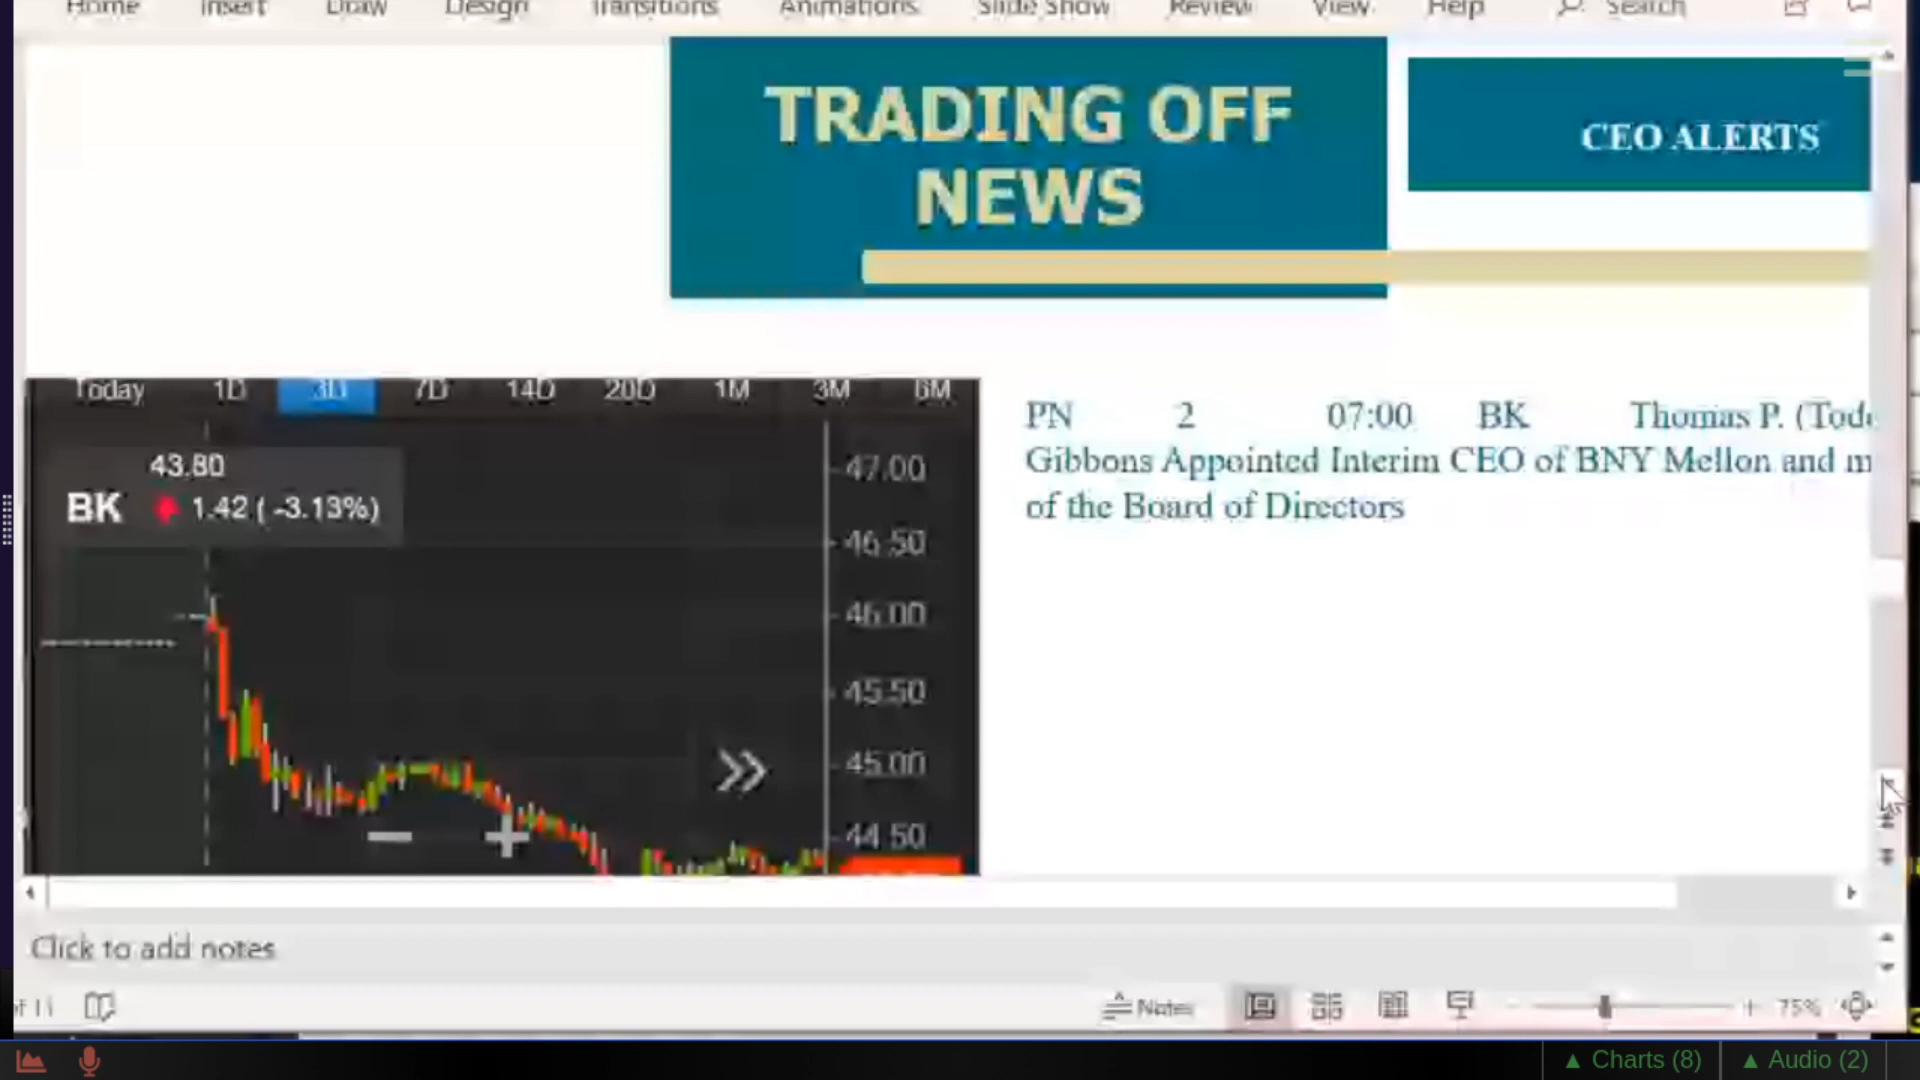 Home Insert Draw Design Transitions Animations Slide Show Review View Help Search
TRADING OFF
NEWS
CEO ALERTS
Today 1D 3D 7D 14D 20D 1M 3M 6M
43.80
BK 1.42 ( -3.13%)
47.00
46.50
46.00
45.50
45.00
44.50
PN 2 07:00 BK Thomas P. (Todd
Gibbons Appointed Interim CEO of BNY Mellon and m
of the Board of Directors
Click to add notes
of 11
Notes
75%
▲ Charts (8)
▲ Audio (2)